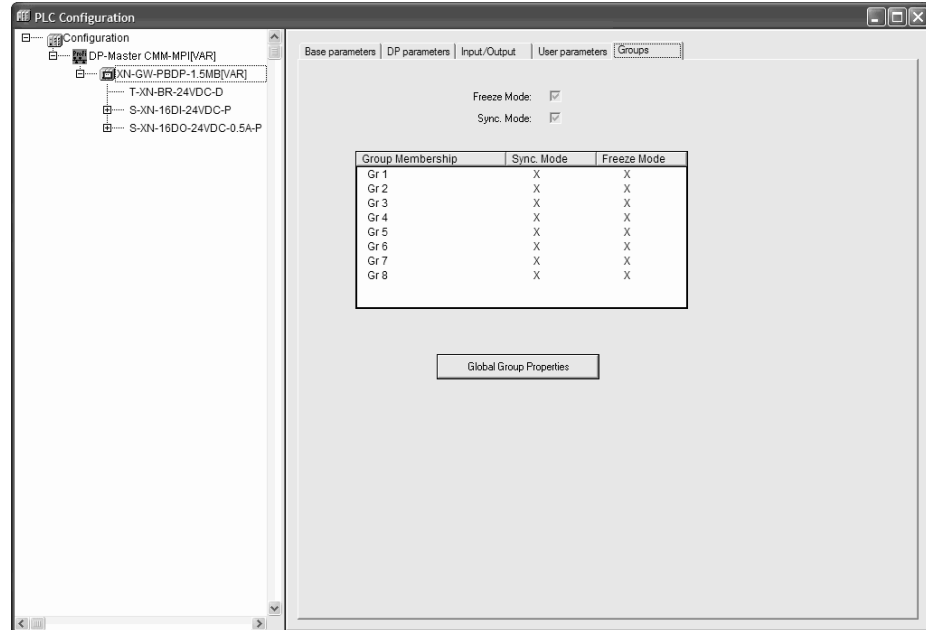 PLC Configuration
Configuration
DP-Master CMM-MPI[VAR]
XN-GW-PBDP-1.5MB[VAR]
T-XN-BR-24VDC-D
S-XN-16DI-24VDC-P
S-XN-16DO-24VDC-0.5A-P
Base parameters DP parameters Input/Output User parameters Groups
Freeze Mode:
Sync. Mode:
Group Membership Sync. Mode Freeze Mode
Gr 1 X X
Gr 2 X X
Gr 3 X X
Gr 4 X X
Gr 5 X X
Gr 6 X X
Gr 7 X X
Gr 8 X X
Global Group Properties